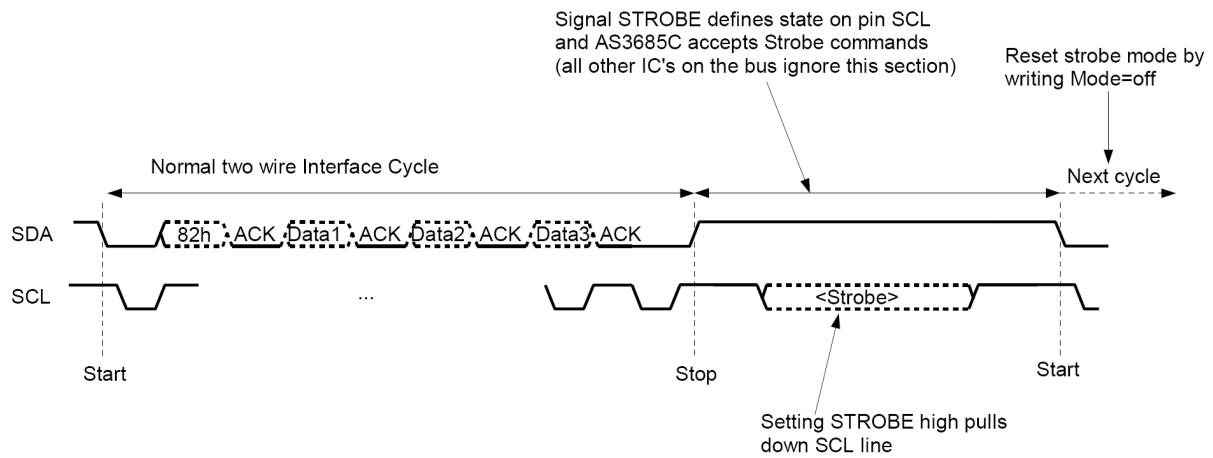 Signal STROBE defines state on pin SCL
and AS3685C accepts Strobe commands
(all other IC's on the bus ignore this section)
Reset strobe mode by
writing Mode=off
Normal two wire Interface Cycle
Next cycle
SDA 82h ACK Data1 ACK Data2 ACK Data3 ACK
SCL ... <Strobe>
Start Stop Start
Setting STROBE high pulls
down SCL line